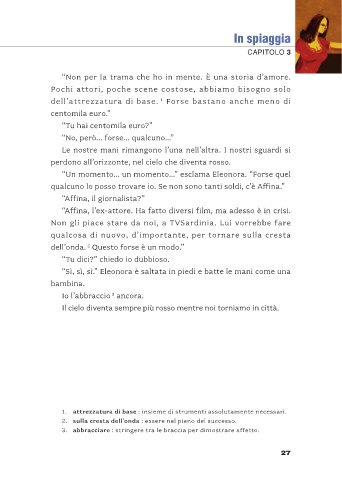 In spiaggia
CAPITOLO 3
"Non per la trama che ho in mente. È una storia d'amore.
Pochi attori, poche scene costose, abbiamo bisogno solo
dell'attrezzatura di base. 1 Forse bastano anche meno di
centomila euro."
"Tu hai centomila euro?"
"No, però... forse... qualcuno..."
Le nostre mani rimangono l'una nell'altra. I nostri sguardi si
perdono all'orizzonte, nel cielo che diventa rosso.
"Un momento... un momento..." esclama Eleonora. "Forse quel
qualcuno lo posso trovare io. Se non sono tanti soldi, c'è Affina."
"Affina, il giornalista?"
"Affina, l'ex-attore. Ha fatto diversi film, ma adesso è in crisi.
Non gli piace stare da noi, a TVSardinia. Lui vorrebbe fare
qualcosa di nuovo, d'importante, per tornare sulla cresta
dell'onda. 2 Questo forse è un modo."
"Tu dici?" chiedo io dubbioso.
"Sì, sì, sì." Eleonora è saltata in piedi e batte le mani come una
bambina.
Io l'abbraccio 3 ancora.
Il cielo diventa sempre più rosso mentre noi torniamo in città.
1. attrezzatura di base : insieme di strumenti assolutamente necessari.
2. sulla cresta dell'onda : essere nel pieno del successo.
3. abbracciare : stringere tra le braccia per dimostrare affetto.
27